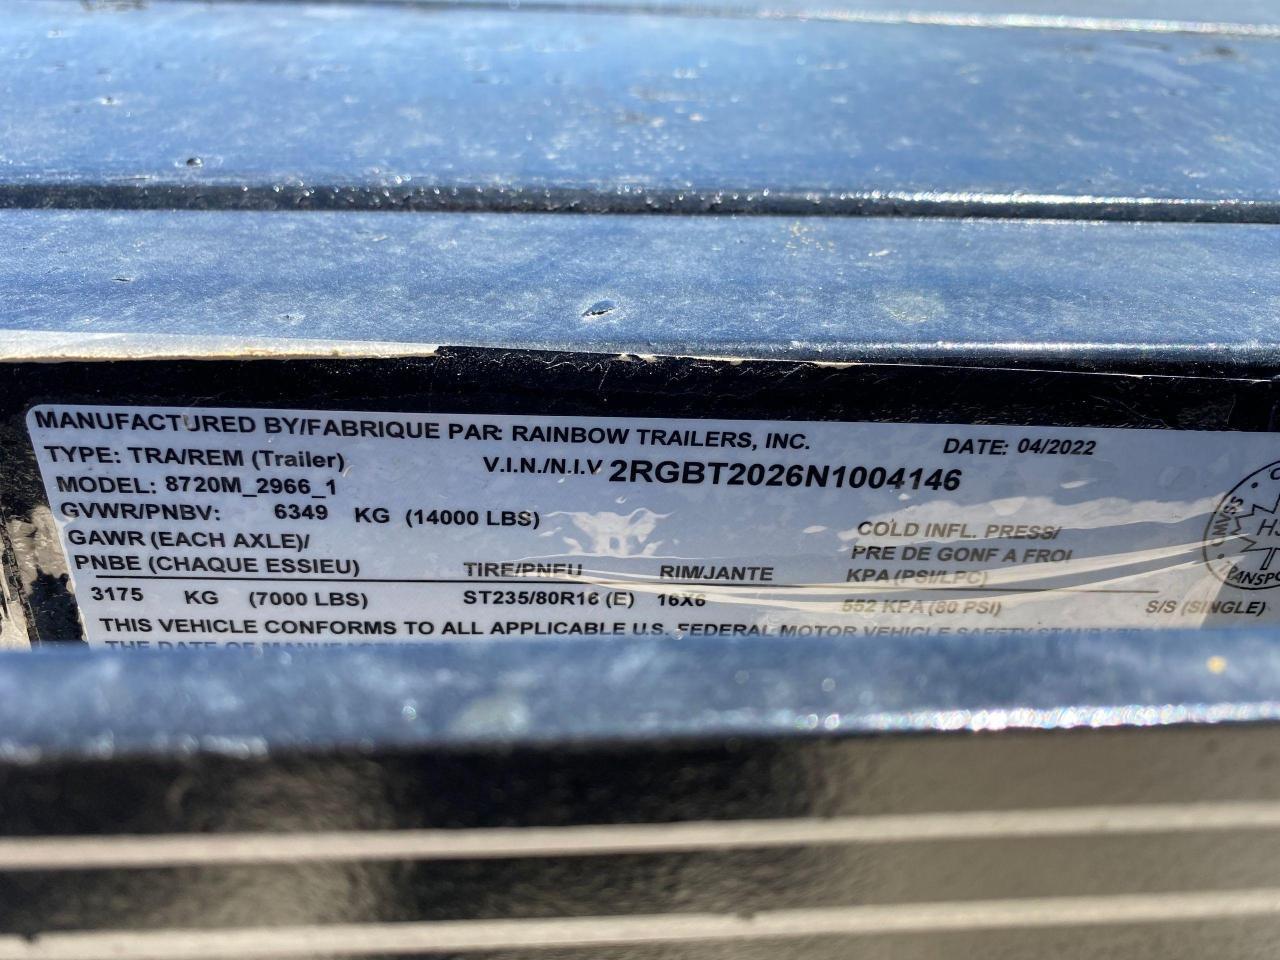 MANUFACTURED BY/FABRIQUE PAR: RAINBOW TRAILERS, INC. DATE: 04/2022
TYPE: TRA/REM (Trailer) V.I.N./N.I.V 2RGBT2026N1004146
MODEL: 8720M_2966_1
GVWR/PNBV: 6349 KG (14000 LBS)
GAWR (EACH AXLE)/
PNBE (CHAQUE ESSIEU) TIRE/PNEU RIM/JANTE
COLD INFL. PRESS/
PRE DE GONF A FROI
KPA (PSI/LPC)
3175 KG (7000 LBS) ST235/80R16 (E) 16X6 552 KPA (80 PSI) S/S (SINGLE)
THIS VEHICLE CONFORMS TO ALL APPLICABLE U.S. FEDERAL MOTOR VEHICLE SAFETY
THE DATE OF